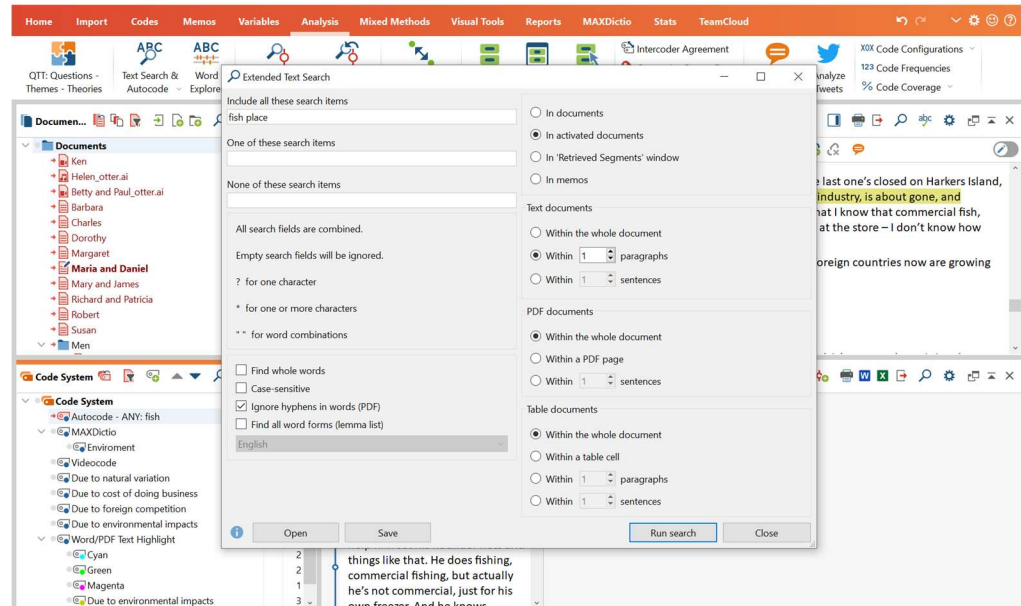 Home Import Codes Memos Variables Analysis Mixed Methods Visual Tools Reports MAXDictio Stats TeamCloud
QTT: Questions - Themes - Theories
Text Search & Autocode
Word
Explore
Intercoder Agreement
Analyze
Tweets
Code Configurations
123 Code Frequencies
% Code Coverage
Documen...
Documents
Ken
Helen_otter.ai
Betty and Paul_otter.ai
Barbara
Charles
Dorothy
Margaret
Maria and Daniel
Mary and James
Richard and Patricia
Robert
Susan
Men
Code System
Code System
Autocode - ANY: fish
MAXDictio
Enviroment
Videocode
Due to natural variation
Due to cost of doing business
Due to foreign competition
Due to environmental impacts
Word/PDF Text Highlight
Cyan
Green
Magenta
Due to environmental impacts
Extended Text Search
Include all these search items
fish place
One of these search items
None of these search items
All search fields are combined.
Empty search fields will be ignored.
? for one character
* for one or more characters
" " for word combinations
Find whole words
Case-sensitive
Ignore hyphens in words (PDF)
Find all word forms (lemma list)
English
Open Save
In documents
In activated documents
In 'Retrieved Segments' window
In memos
Text documents
Within the whole document
Within 1 paragraphs
Within 1 sentences
PDF documents
Within the whole document
Within a PDF page
Within 1 sentences
Table documents
Within the whole document
Within a table cell
Within 1 paragraphs
Within 1 sentences
Run search Close
last one's closed on Harkers Island,
industry, is about gone, and
at I know that commercial fish,
at the store – I don't know how
oreign countries now are growing
2
2
1
3
things like that. He does fishing,
commercial fishing, but actually
he's not commercial, just for his
own freezer. And he knows